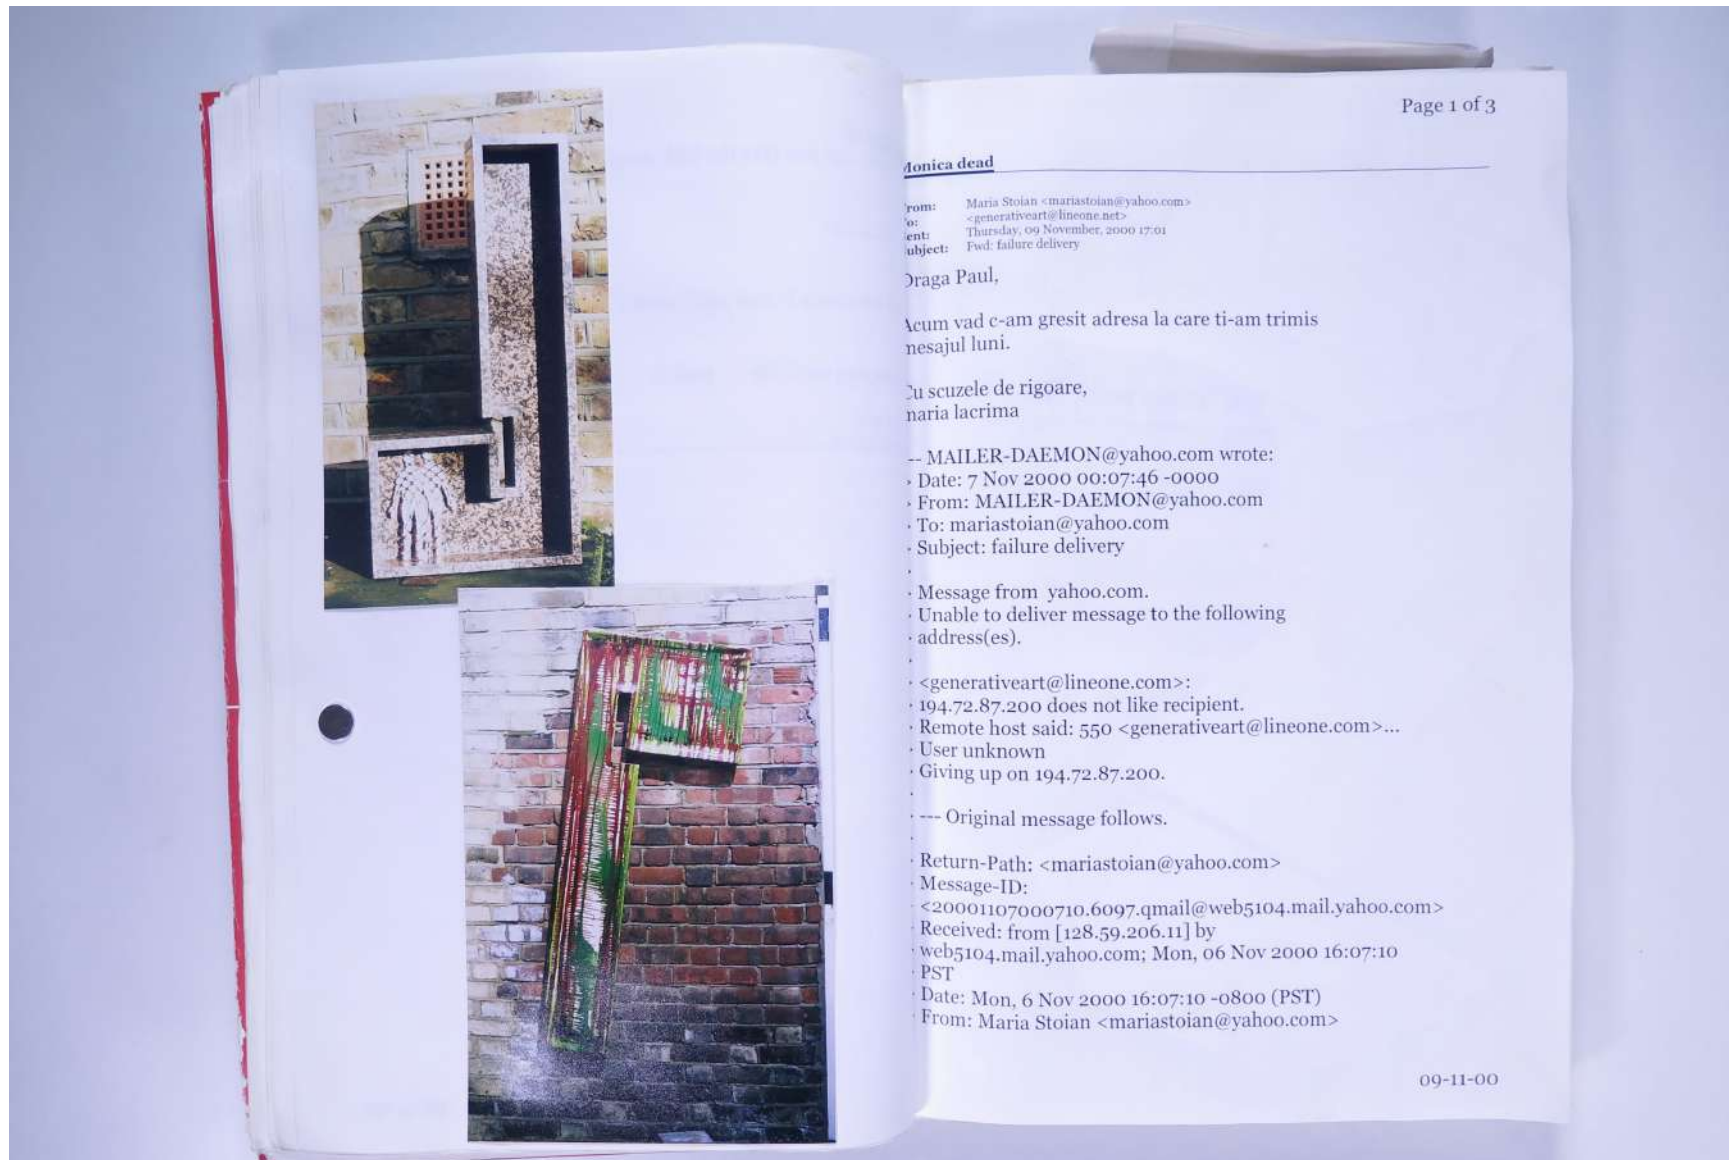 Page 1 of 3
Monica dead
From: Maria Stoian <mariastoian@yahoo.com>
To: <generativeart@lineone.net>
Sent: Thursday, 09 November, 2000 17:01
Subject: Fwd: failure delivery
Draga Paul,
Acum vad c-am gresit adresa la care ti-am trimis
mesajul luni.
Cu scuzele de rigoare,
maria lacrima
-- MAILER-DAEMON@yahoo.com wrote:
> Date: 7 Nov 2000 00:07:46 -0000
> From: MAILER-DAEMON@yahoo.com
> To: mariastoian@yahoo.com
> Subject: failure delivery
>
> Message from yahoo.com.
> Unable to deliver message to the following
> address(es).
>
> <generativeart@lineone.com>:
> 194.72.87.200 does not like recipient.
> Remote host said: 550 <generativeart@lineone.com>...
> User unknown
> Giving up on 194.72.87.200.
>
> --- Original message follows.
>
> Return-Path: <mariastoian@yahoo.com>
> Message-ID:
> <20001107000710.6097.qmail@web5104.mail.yahoo.com>
> Received: from [128.59.206.11] by
> web5104.mail.yahoo.com; Mon, 06 Nov 2000 16:07:10
> PST
> Date: Mon, 6 Nov 2000 16:07:10 -0800 (PST)
> From: Maria Stoian <mariastoian@yahoo.com>
09-11-00